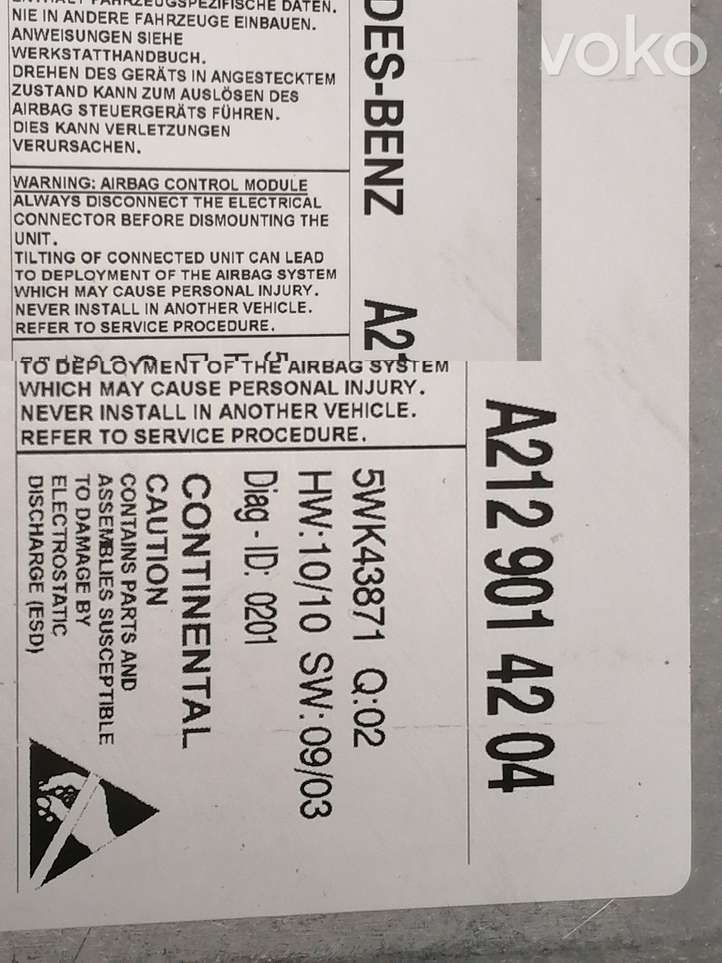 ENTHÄLT FAHRZEUGSPEZIFISCHE DATEN.
NIE IN ANDERE FAHRZEUGE EINBAUEN.
ANWEISUNGEN SIEHE
WERKSTATTHANDBUCH.
DREHEN DES GERÄTS IN ANGESTECKTEM
ZUSTAND KANN ZUM AUSLÖSEN DES
AIRBAG STEUERGERÄTS FÜHREN.
DIES KANN VERLETZUNGEN
VERURSACHEN.
WARNING: AIRBAG CONTROL MODULE
ALWAYS DISCONNECT THE ELECTRICAL
CONNECTOR BEFORE DISMOUNTING THE
UNIT.
TILTING OF CONNECTED UNIT CAN LEAD
TO DEPLOYMENT OF THE AIRBAG SYSTEM
WHICH MAY CAUSE PERSONAL INJURY.
NEVER INSTALL IN ANOTHER VEHICLE.
REFER TO SERVICE PROCEDURE.
DES-BENZ A2
voko
TO DEPLOYMENT OF THE AIRBAG SYSTEM
WHICH MAY CAUSE PERSONAL INJURY.
NEVER INSTALL IN ANOTHER VEHICLE.
REFER TO SERVICE PROCEDURE.
A212 901 42 04
5WK43871 Q:02
HW:10/10 SW:09/03
Diag - ID: 0201
CONTINENTAL
CAUTION
CONTAINS PARTS AND
ASSEMBLIES SUSCEPTIBLE
TO DAMAGE BY
ELECTROSTATIC
DISCHARGE (ESD)